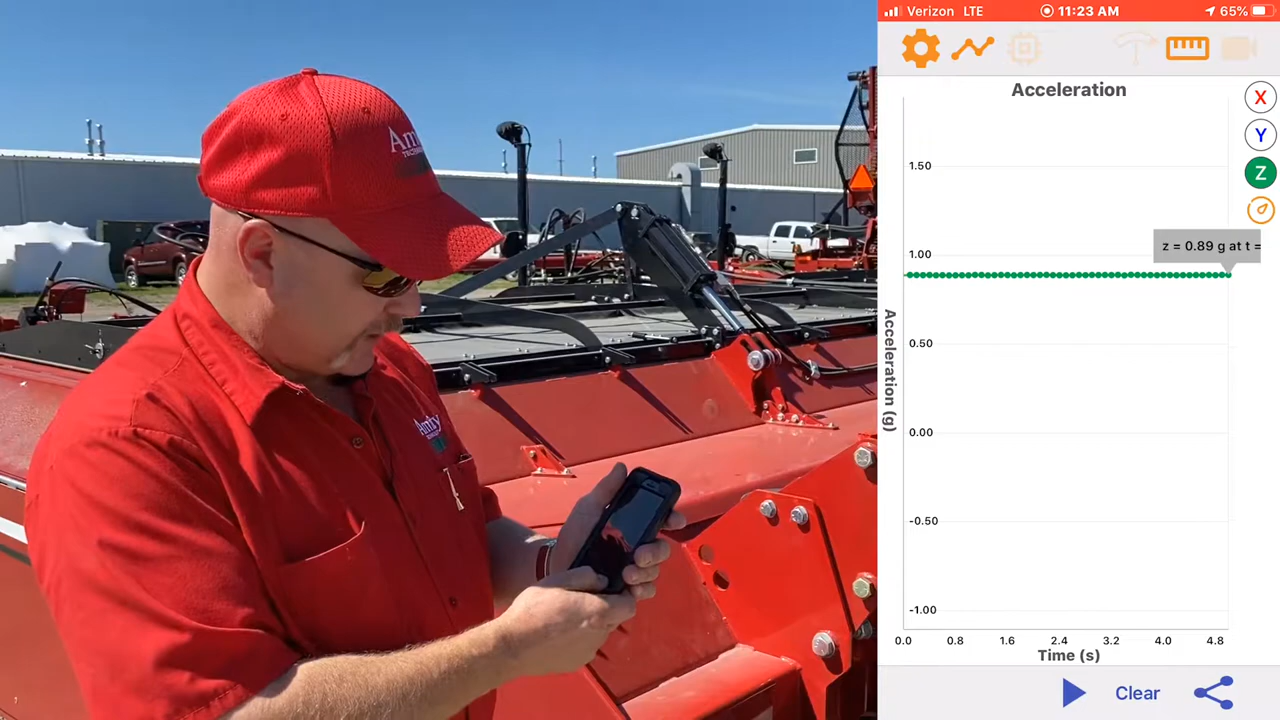 Verizon LTE 11:23 AM 65%
Acceleration
X
Y
Z
1.50
1.00
z = 0.89 g at t =
0.50
0.00
-0.50
-1.00
Acceleration (g)
0.0 0.8 1.6 2.4 3.2 4.0 4.8
Time (s)
Clear
Amity
Amity